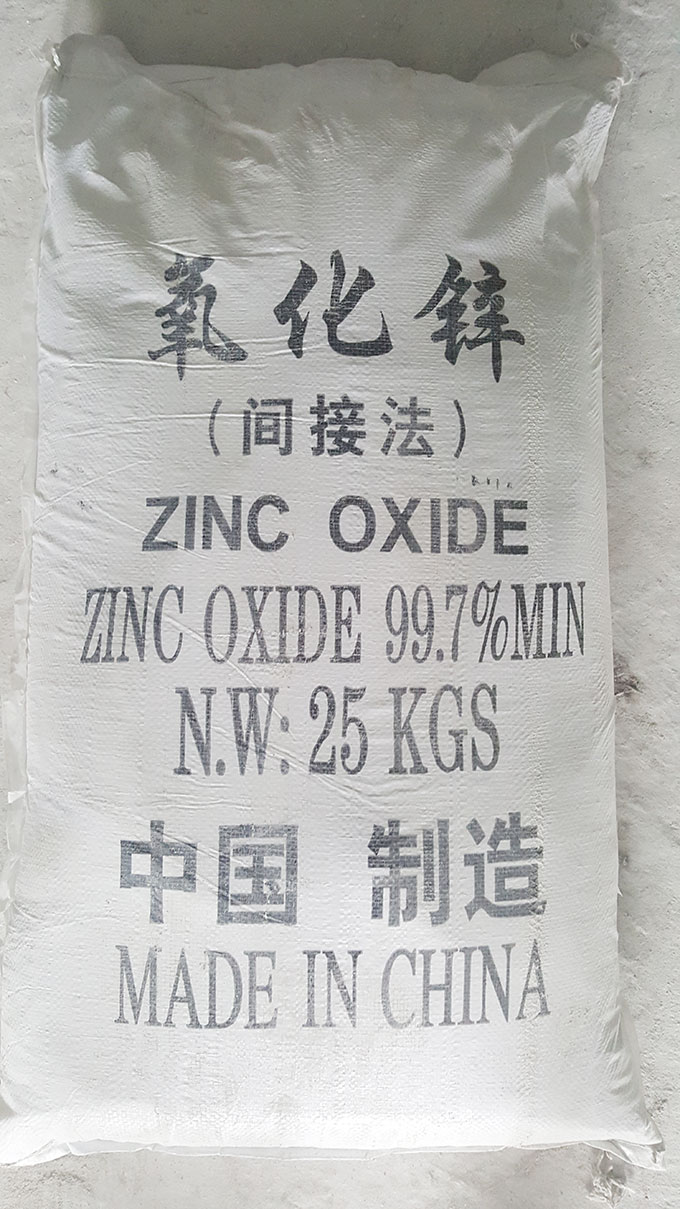 氧化锌
（间接法）
ZINC OXIDE
ZINC OXIDE 99.7%MIN
N.W: 25 KGS
中国 制造
MADE IN CHINA